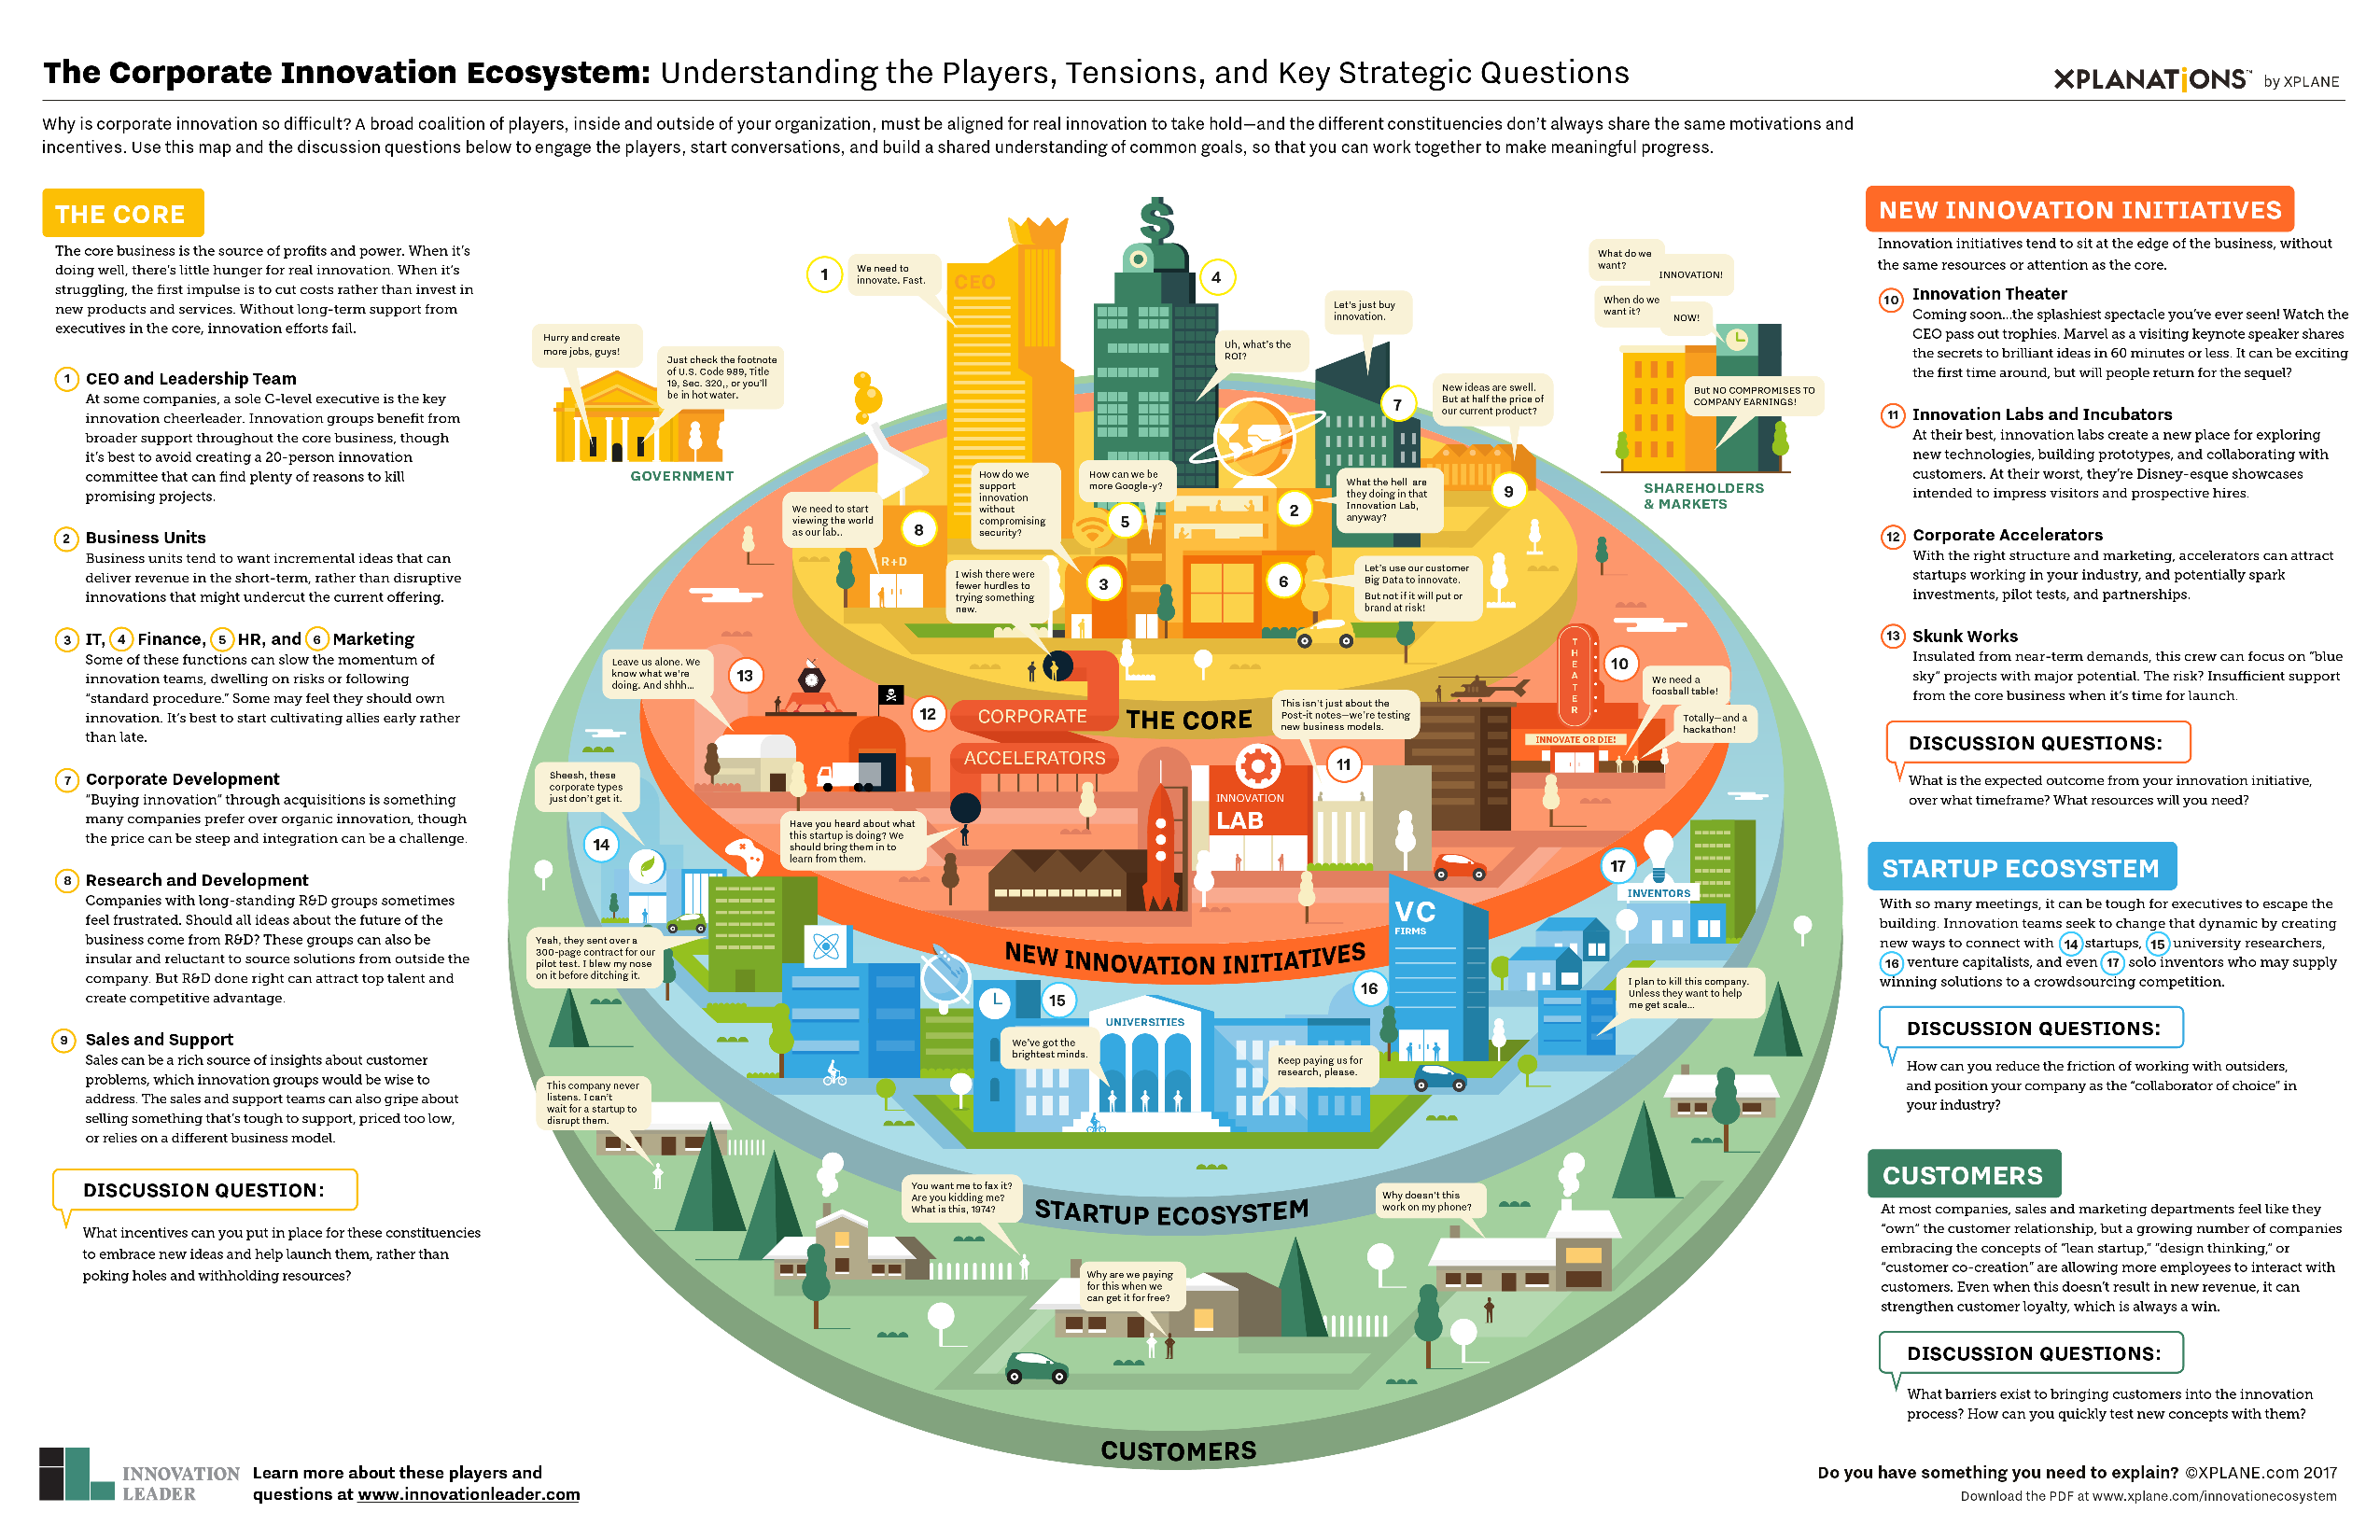 The Corporate Innovation Ecosystem: Understanding the Players, Tensions, and Key Strategic Questions
XPLANATiONS™ by XPLANE
Why is corporate innovation so difficult? A broad coalition of players, inside and outside of your organization, must be aligned for real innovation to take hold—and the different constituencies don't always share the same motivations and
incentives. Use this map and the discussion questions below to engage the players, start conversations, and build a shared understanding of common goals, so that you can work together to make meaningful progress.
THE CORE
The core business is the source of profits and power. When it's
doing well, there's little hunger for real innovation. When it's
struggling, the first impulse is to cut costs rather than invest in
new products and services. Without long-term support from
executives in the core, innovation efforts fail.
1 CEO and Leadership Team
At some companies, a sole C-level executive is the key
innovation cheerleader. Innovation groups benefit from
broader support throughout the core business, though
it's best to avoid creating a 20-person innovation
committee that can find plenty of reasons to kill
promising projects.
2 Business Units
Business units tend to want incremental ideas that can
deliver revenue in the short-term, rather than disruptive
innovations that might undercut the current offering.
3 IT, 4 Finance, 5 HR, and 6 Marketing
Some of these functions can slow the momentum of
innovation teams, dwelling on risks or following
"standard procedure." Some may feel they should own
innovation. It's best to start cultivating allies early rather
than late.
7 Corporate Development
"Buying innovation" through acquisitions is something
many companies prefer over organic innovation, though
the price can be steep and integration can be a challenge.
8 Research and Development
Companies with long-standing R&D groups sometimes
feel frustrated. Should all ideas about the future of the
business come from R&D? These groups can also be
insular and reluctant to source solutions from outside the
company. But R&D done right can attract top talent and
create competitive advantage.
9 Sales and Support
Sales can be a rich source of insights about customer
problems, which innovation groups would be wise to
address. The sales and support teams can also gripe about
selling something that's tough to support, priced too low,
or relies on a different business model.
DISCUSSION QUESTION:
What incentives can you put in place for these constituencies
to embrace new ideas and help launch them, rather than
poking holes and withholding resources?
Hurry and create
more jobs, guys!
Just check the footnote
of U.S. Code 989, Title
19, Sec. 320,, or you'll
be in hot water.
GOVERNMENT
1
We need to
innovate. Fast.
CEO
$
4
Uh, what's the
ROI?
Let's just buy
innovation.
7
New ideas are swell.
But at half the price of
our current product?
9
What do we
want?
INNOVATION!
When do we
want it?
NOW!
But NO COMPROMISES TO
COMPANY EARNINGS!
SHAREHOLDERS
& MARKETS
We need to start
viewing the world
as our lab..
8
R+D
How do we
support
innovation
without
compromising
security?
How can we be
more Google-y?
5
2
What the hell are
they doing in that
Innovation Lab,
anyway?
I wish there were
fewer hurdles to
trying something
new.
3
6
Let's use our customer
Big Data to innovate.
But not if it will put or
brand at risk!
THE CORE
Leave us alone. We
know what we're
doing. And shhh...
13
12
CORPORATE
ACCELERATORS
Have you heard about what
this startup is doing? We
should bring them in to
learn from them.
This isn't just about the
Post-it notes—we're testing
new business models.
11
INNOVATION
LAB
THEATER
10
INNOVATE OR DIE!
We need a
foosball table!
Totally—and a
hackathon!
NEW INNOVATION INITIATIVES
Sheesh, these
corporate types
just don't get it.
14
Yeah, they sent over a
300-page contract for our
pilot test. I blew my nose
on it before ditching it.
15
UNIVERSITIES
We've got the
brightest minds.
Keep paying us for
research, please.
16
VC
FIRMS
17
INVENTORS
I plan to kill this company.
Unless they want to help
me get scale...
STARTUP ECOSYSTEM
This company never
listens. I can't
wait for a startup to
disrupt them.
You want me to fax it?
Are you kidding me?
What is this, 1974?
Why are we paying
for this when we
can get it for free?
Why doesn't this
work on my phone?
CUSTOMERS
NEW INNOVATION INITIATIVES
Innovation initiatives tend to sit at the edge of the business, without
the same resources or attention as the core.
10 Innovation Theater
Coming soon...the splashiest spectacle you've ever seen! Watch the
CEO pass out trophies. Marvel as a visiting keynote speaker shares
the secrets to brilliant ideas in 60 minutes or less. It can be exciting
the first time around, but will people return for the sequel?
11 Innovation Labs and Incubators
At their best, innovation labs create a new place for exploring
new technologies, building prototypes, and collaborating with
customers. At their worst, they're Disney-esque showcases
intended to impress visitors and prospective hires.
12 Corporate Accelerators
With the right structure and marketing, accelerators can attract
startups working in your industry, and potentially spark
investments, pilot tests, and partnerships.
13 Skunk Works
Insulated from near-term demands, this crew can focus on "blue
sky" projects with major potential. The risk? Insufficient support
from the core business when it's time for launch.
DISCUSSION QUESTIONS:
What is the expected outcome from your innovation initiative,
over what timeframe? What resources will you need?
STARTUP ECOSYSTEM
With so many meetings, it can be tough for executives to escape the
building. Innovation teams seek to change that dynamic by creating
new ways to connect with 14 startups, 15 university researchers,
16 venture capitalists, and even 17 solo inventors who may supply
winning solutions to a crowdsourcing competition.
DISCUSSION QUESTIONS:
How can you reduce the friction of working with outsiders,
and position your company as the "collaborator of choice" in
your industry?
CUSTOMERS
At most companies, sales and marketing departments feel like they
"own" the customer relationship, but a growing number of companies
embracing the concepts of "lean startup," "design thinking," or
"customer co-creation" are allowing more employees to interact with
customers. Even when this doesn't result in new revenue, it can
strengthen customer loyalty, which is always a win.
DISCUSSION QUESTIONS:
What barriers exist to bringing customers into the innovation
process? How can you quickly test new concepts with them?
INNOVATION
LEADER
Learn more about these players and
questions at www.innovationleader.com
Do you have something you need to explain? ©XPLANE.com 2017
Download the PDF at www.xplane.com/innovationecosystem